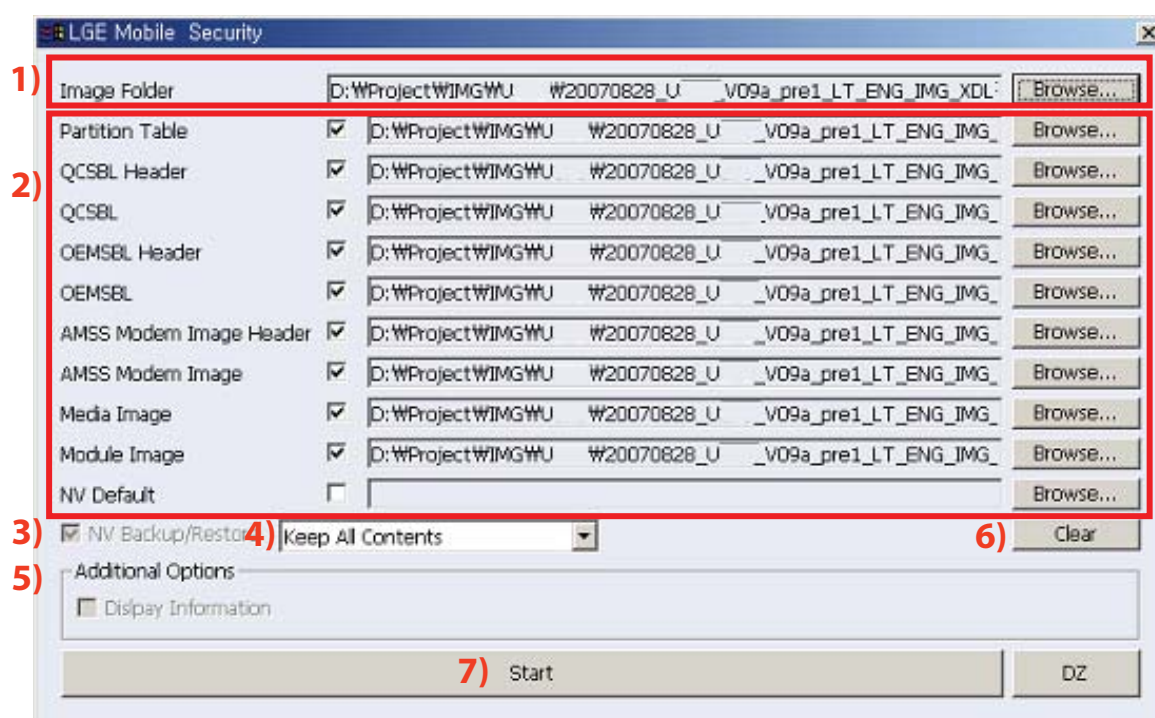 LGE Mobile Security
1) Image Folder D:₩Project₩IMG₩U ₩20070828_U _V09a_pre1_LT_ENG_IMG_XDL Browse...
2)
Partition Table D:₩Project₩IMG₩U ₩20070828_U _V09a_pre1_LT_ENG_IMG_ Browse...
QCSBL Header D:₩Project₩IMG₩U ₩20070828_U _V09a_pre1_LT_ENG_IMG_ Browse...
QCSBL D:₩Project₩IMG₩U ₩20070828_U _V09a_pre1_LT_ENG_IMG_ Browse...
OEMSBL Header D:₩Project₩IMG₩U ₩20070828_U _V09a_pre1_LT_ENG_IMG_ Browse...
OEMSBL D:₩Project₩IMG₩U ₩20070828_U _V09a_pre1_LT_ENG_IMG_ Browse...
AMSS Modem Image Header D:₩Project₩IMG₩U ₩20070828_U _V09a_pre1_LT_ENG_IMG_ Browse...
AMSS Modem Image D:₩Project₩IMG₩U ₩20070828_U _V09a_pre1_LT_ENG_IMG_ Browse...
Media Image D:₩Project₩IMG₩U ₩20070828_U _V09a_pre1_LT_ENG_IMG_ Browse...
Module Image D:₩Project₩IMG₩U ₩20070828_U _V09a_pre1_LT_ENG_IMG_ Browse...
NV Default Browse...
3) NV Backup/Restor 4) Keep All Contents 6) Clear
5) Additional Options
Dislpay Information
7) Start DZ